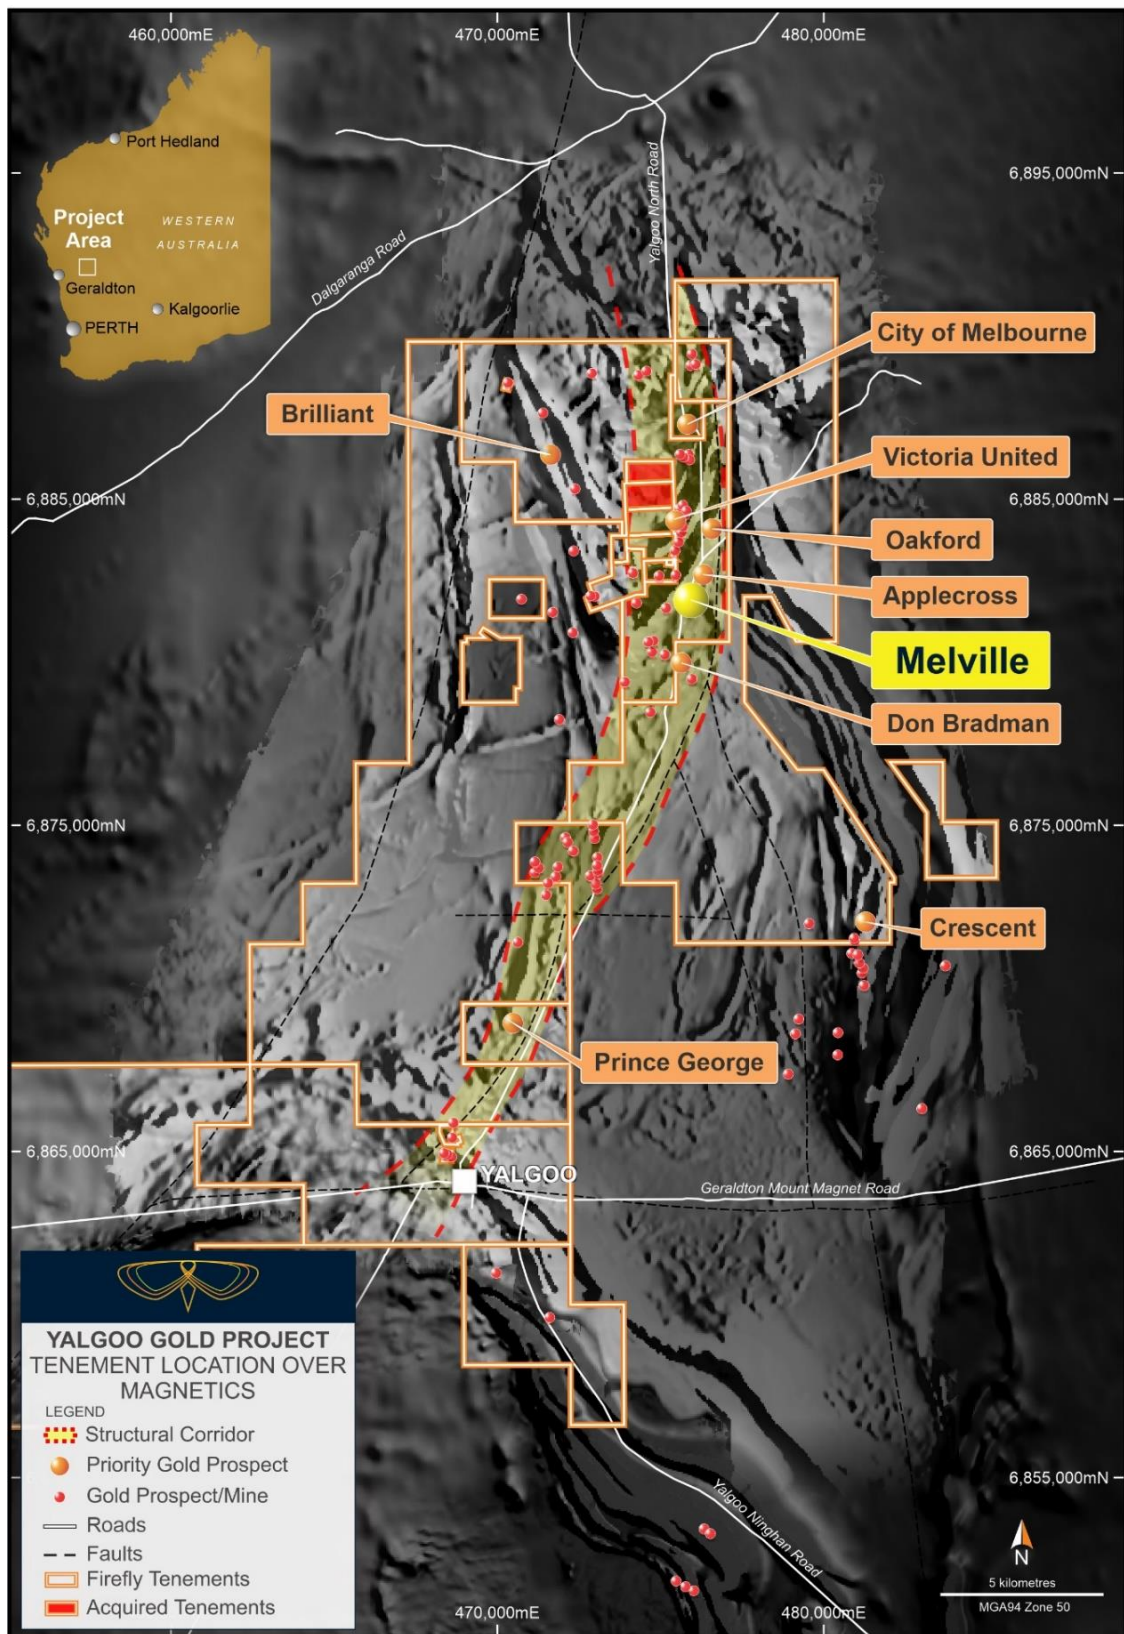 460,000mE
470,000mE
480,000mE
Port Hedland
Project
Area
WESTERN
AUSTRALIA
Geraldton
Kalgoorlie
PERTH
Dalgaranga Road
Yalgoo North Road
6,895,000mN
City of Melbourne
Brilliant
Victoria United
6,885,000mN
6,885,000mN
Oakford
Applecross
Melville
Don Bradman
6,875,000mN
6,875,000mN
Crescent
Prince George
6,865,000mN
6,865,000mN
YALGOO
Geraldton Mount Magnet Road
YALGOO GOLD PROJECT
TENEMENT LOCATION OVER
MAGNETICS
LEGEND
Structural Corridor
Priority Gold Prospect
Gold Prospect/Mine
Roads
Faults
Firefly Tenements
Acquired Tenements
6,855,000mN
Yalgoo Ninghan Road
N
5 kilometres
MGA94 Zone 50
470,000mE
480,000mE